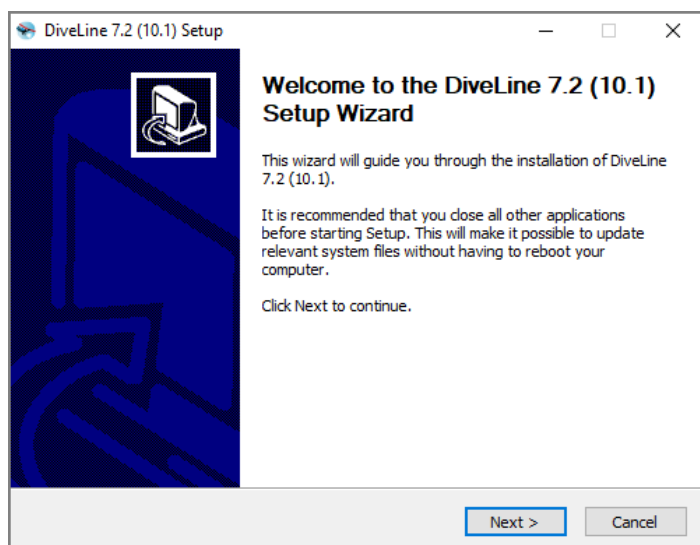 DiveLine 7.2 (10.1) Setup
Welcome to the DiveLine 7.2 (10.1)
Setup Wizard
This wizard will guide you through the installation of DiveLine
7.2 (10.1).
It is recommended that you close all other applications
before starting Setup. This will make it possible to update
relevant system files without having to reboot your
computer.
Click Next to continue.
Next >
Cancel